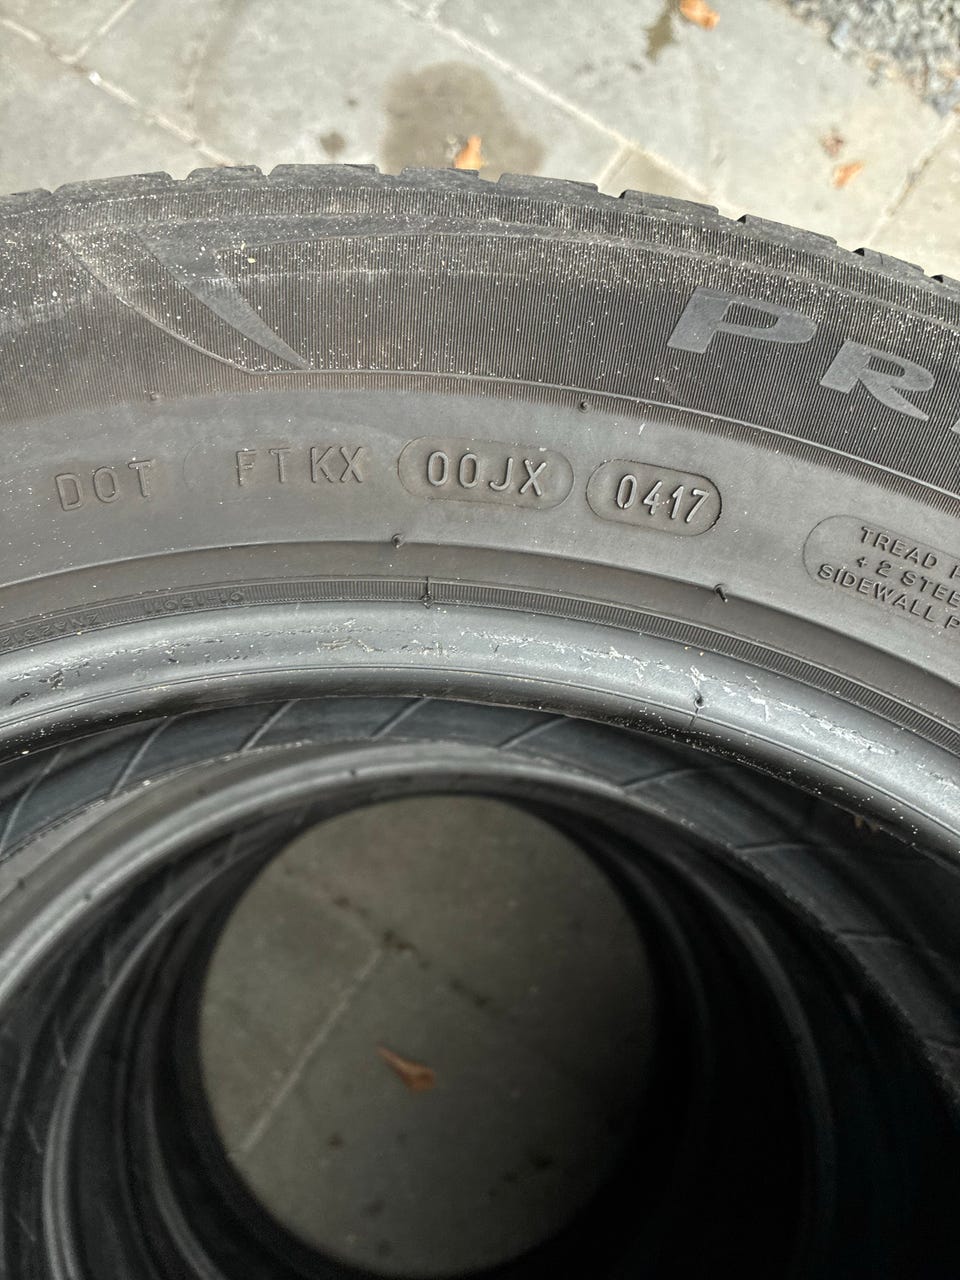 PR
DOT FTKX 00JX 0417
TREAD P
+ 2 STEE
SIDEWALL P